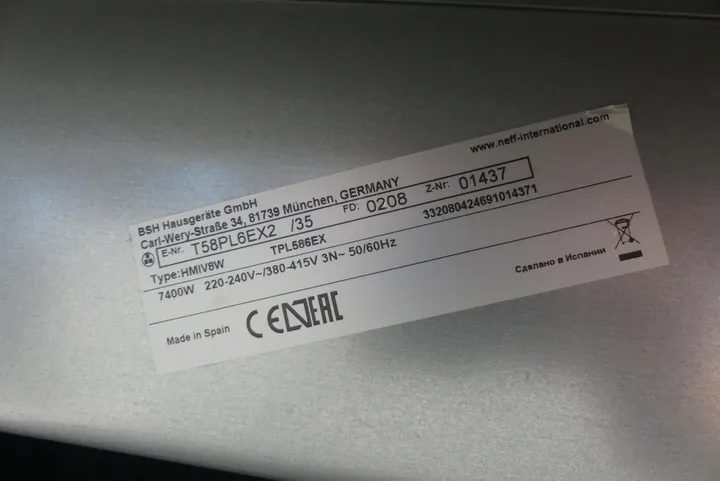 www.neff-international.com
BSH Hausgeräte GmbH
Carl-Wery-Straße 34, 81739 München, GERMANY
E-Nr. T58PL6EX2 /35 FD: 0208 Z-Nr: 01437
Type:HMIV8W TPL586EX 332080424691014371
7400W 220-240V~/380-415V 3N~ 50/60Hz
Made in Spain CE EAC Сделано в Испании